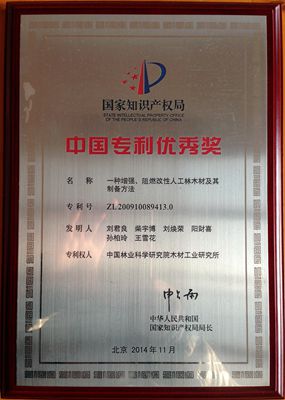 国家知识产权局
STATE INTELLECTUAL PROPERTY OFFICE
OF THE PEOPLE'S REPUBLIC OF CHINA
中国专利优秀奖
名称 一种增强、阻燃改性人工林木材及其
制备方法
专利号 ZL200910089413.0
发明人 刘君良 柴宇博 刘焕荣 阳财喜
孙柏玲 王雪花
专利权人 中国林业科学研究院木材工业研究所
中华人民共和国
国家知识产权局局长
北京 2014年11月